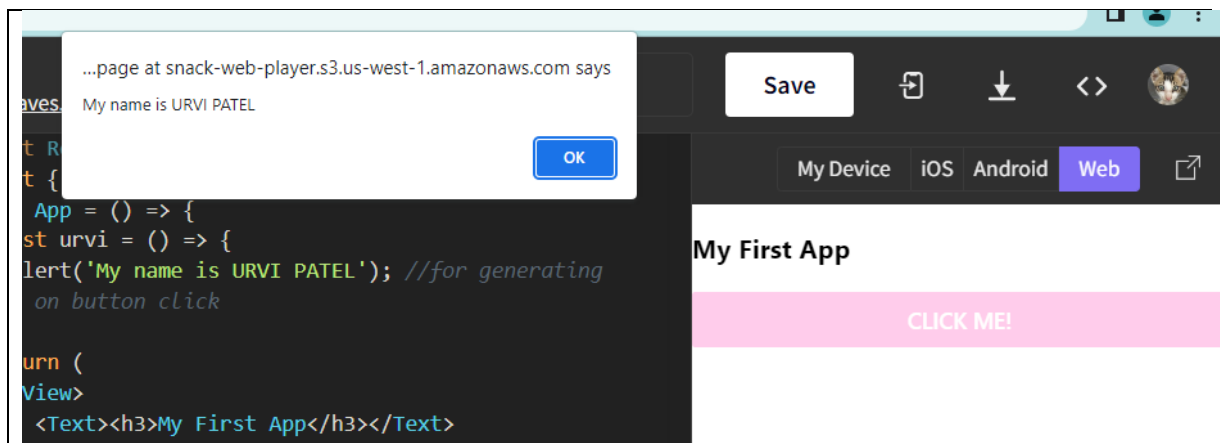 ...page at snack-web-player.s3.us-west-1.amazonaws.com says
My name is URVI PATEL
OK
Save
<>
aves.
My Device iOS Android Web
t R
t {
App = () => {
st urvi = () => {
lert('My name is URVI PATEL'); //for generating
on button click
urn (
View>
<Text><h3>My First App</h3></Text>
My First App
CLICK ME!